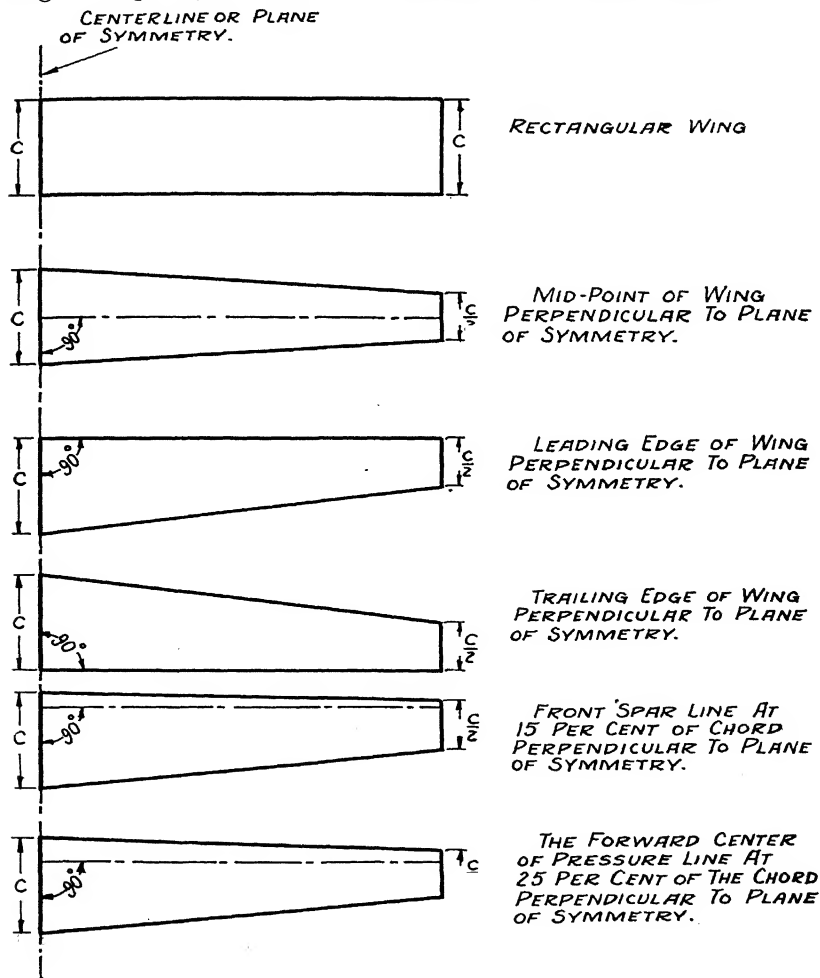 CENTERLINE OR PLANE
OF SYMMETRY.
C
C
RECTANGULAR WING
C
90°
MID-POINT OF WING
PERPENDICULAR TO PLANE
OF SYMMETRY.
C
90°
C/2
LEADING EDGE OF WING
PERPENDICULAR TO PLANE
OF SYMMETRY.
C
90°
C/2
TRAILING EDGE OF WING
PERPENDICULAR TO PLANE
OF SYMMETRY.
C
90°
C/2
FRONT SPAR LINE AT
15 PER CENT OF CHORD
PERPENDICULAR TO PLANE
OF SYMMETRY.
C
90°
C
THE FORWARD CENTER
OF PRESSURE LINE AT
25 PER CENT OF THE CHORD
PERPENDICULAR TO PLANE
OF SYMMETRY.